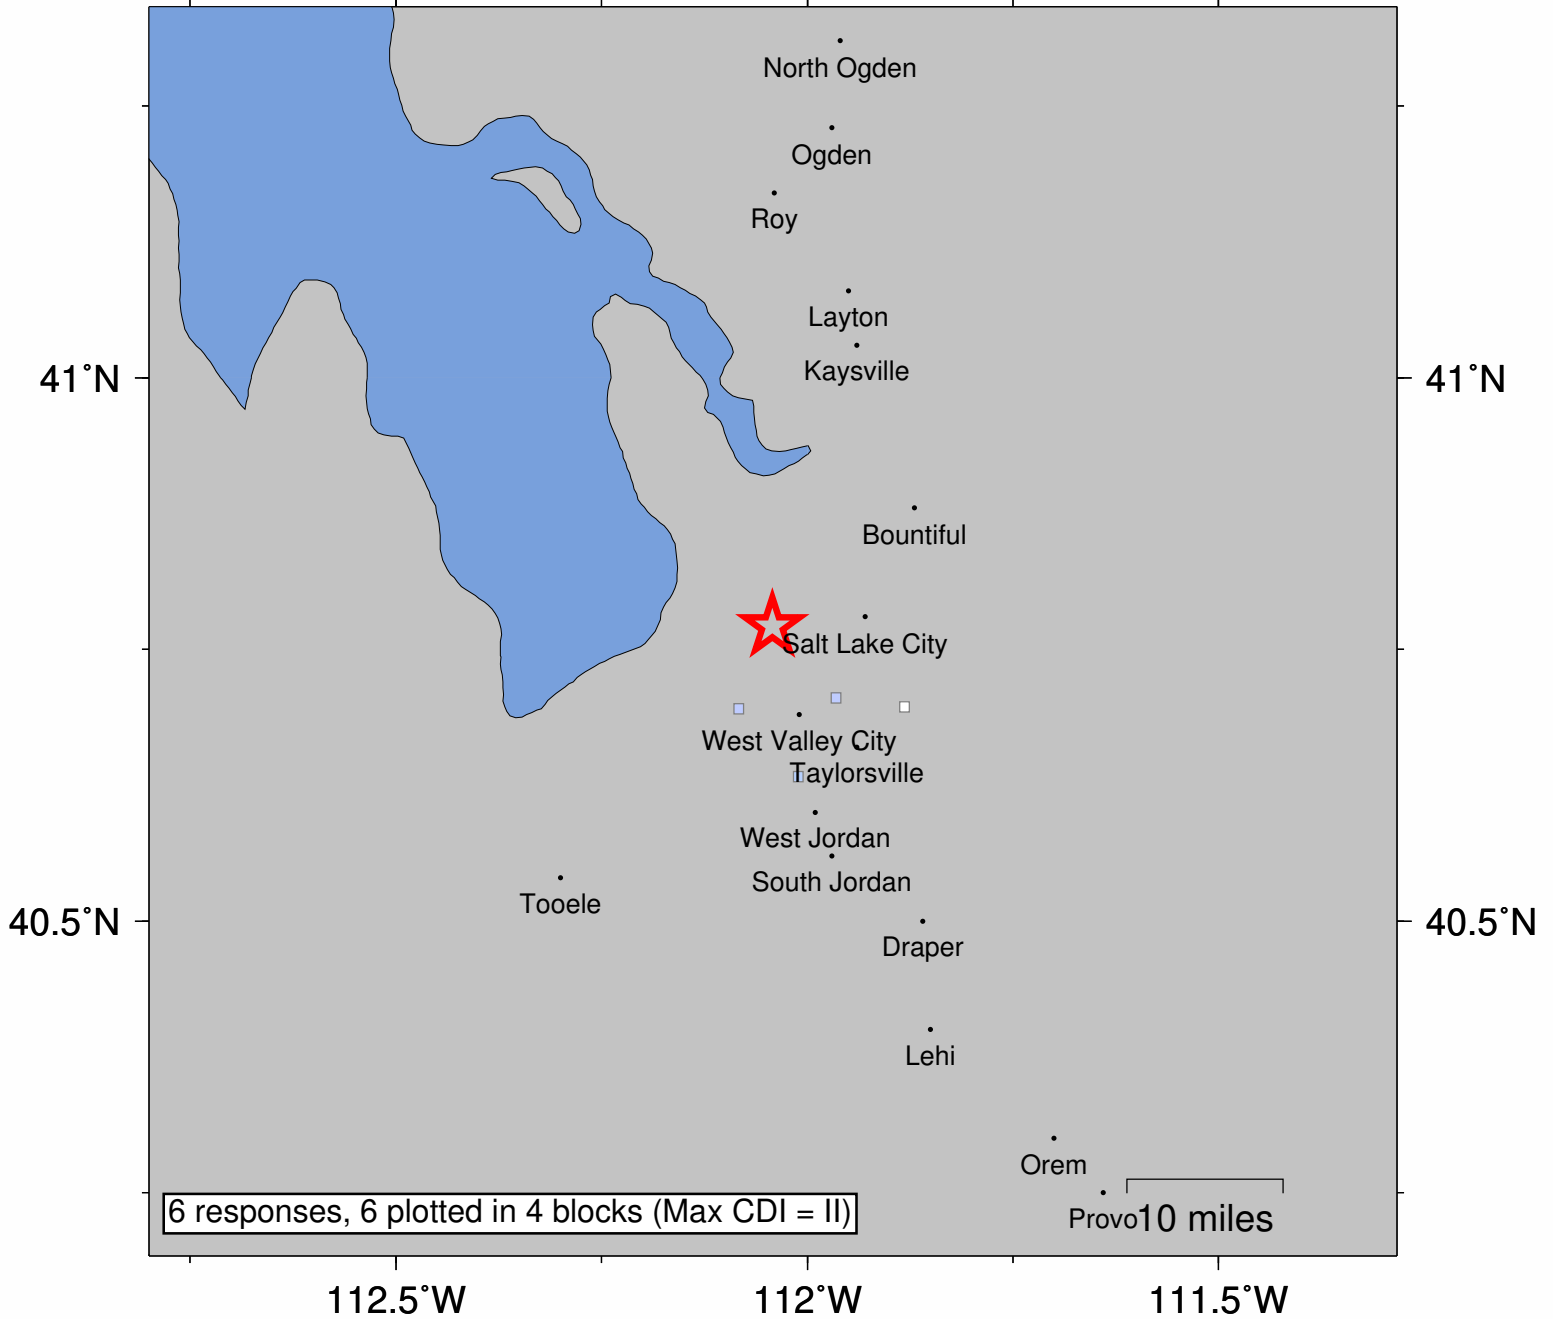 North Ogden
Ogden
Roy
Layton
Kaysville
41°N
41°N
Bountiful
Salt Lake City
West Valley City
Taylorsville
West Jordan
South Jordan
Tooele
40.5°N
40.5°N
Draper
Lehi
Orem
6 responses, 6 plotted in 4 blocks (Max CDI = II)
Provo
10 miles
112.5°W
112°W
111.5°W